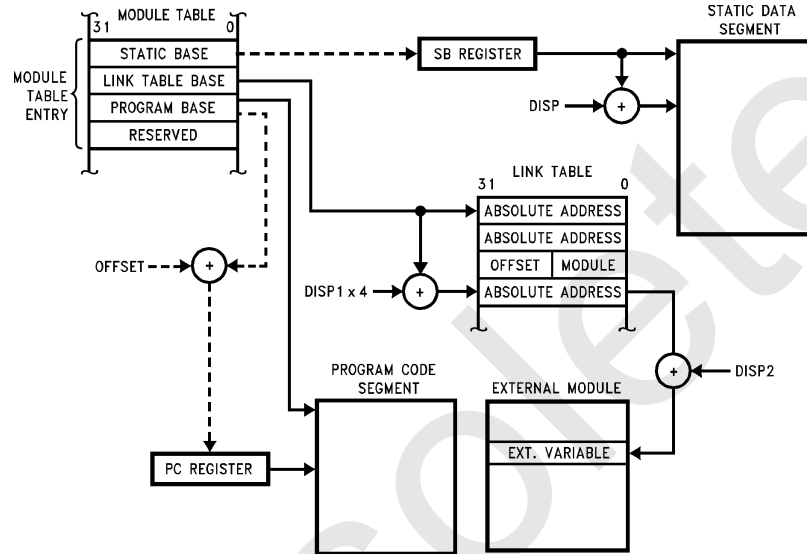 MODULE TABLE
31 0
STATIC BASE
LINK TABLE BASE
PROGRAM BASE
RESERVED
MODULE
TABLE
ENTRY
SB REGISTER
STATIC DATA
SEGMENT
DISP
+
LINK TABLE
31 0
ABSOLUTE ADDRESS
ABSOLUTE ADDRESS
OFFSET MODULE
ABSOLUTE ADDRESS
OFFSET
+
DISP1 x 4
+
+
DISP2
PROGRAM CODE
SEGMENT
EXTERNAL MODULE
EXT. VARIABLE
PC REGISTER
solete